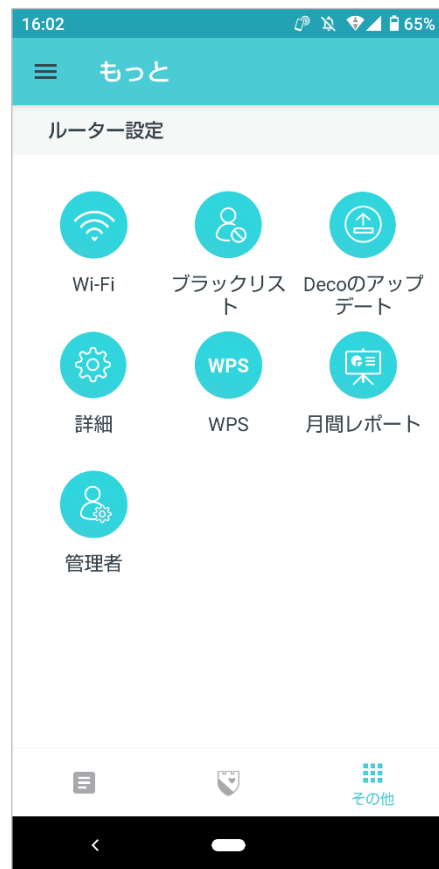 16:02
65%
もっと
ルーター設定
Wi-Fi
ブラックリス
ト
Decoのアップ
デート
詳細
WPS
WPS
月間レポート
管理者
その他